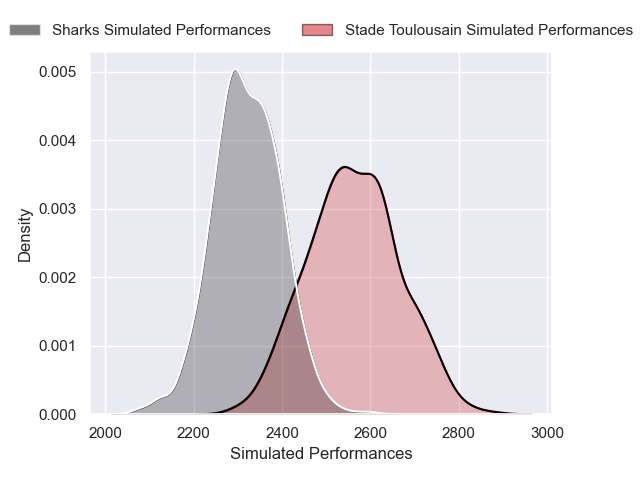 Sharks Simulated Performances
Stade Toulousain Simulated Performances
0.005
0.004
0.003
0.002
0.001
0.000
Density
2000 2200 2400 2600 2800 3000
Simulated Performances